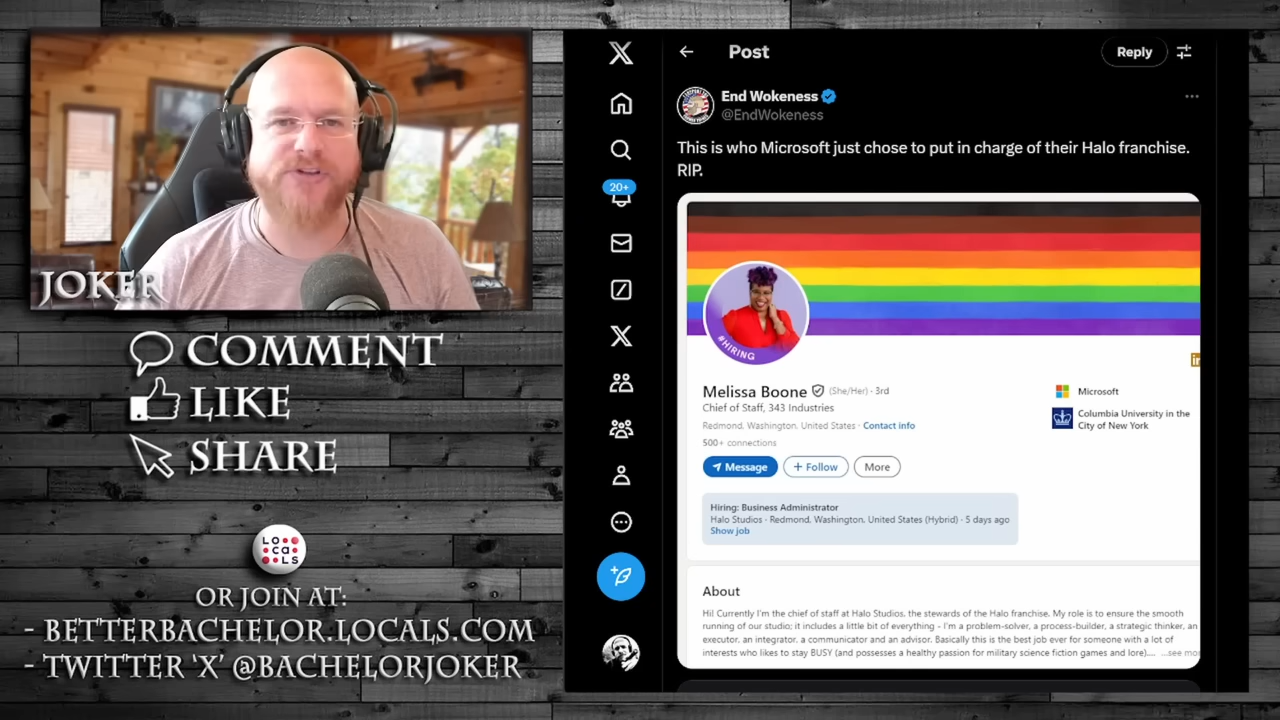 JOKER
COMMENT
LIKE
SHARE
LOCALS
OR JOIN AT:
- BETTERBACHELOR.LOCALS.COM
- TWITTER 'X' @BACHELORJOKER
20+
Post
Reply
End Wokeness
@EndWokeness
This is who Microsoft just chose to put in charge of their Halo franchise.
RIP.
#HIRING
in
Melissa Boone (She/Her) · 3rd
Chief of Staff, 343 Industries
Redmond, Washington, United States · Contact info
500+ connections
Message
+ Follow
More
Microsoft
Columbia University in the
City of New York
Hiring: Business Administrator
Halo Studios · Redmond, Washington, United States (Hybrid) · 5 days ago
Show job
About
Hi! Currently I'm the chief of staff at Halo Studios, the stewards of the Halo franchise. My role is to ensure the smooth
running of our studio; it includes a little bit of everything - I'm a problem-solver, a process-builder, a strategic thinker, an
executor, an integrator, a communicator and an advisor. Basically this is the best job ever for someone with a lot of
interests who likes to stay BUSY (and possesses a healthy passion for military science fiction games and lore).... ...see mor